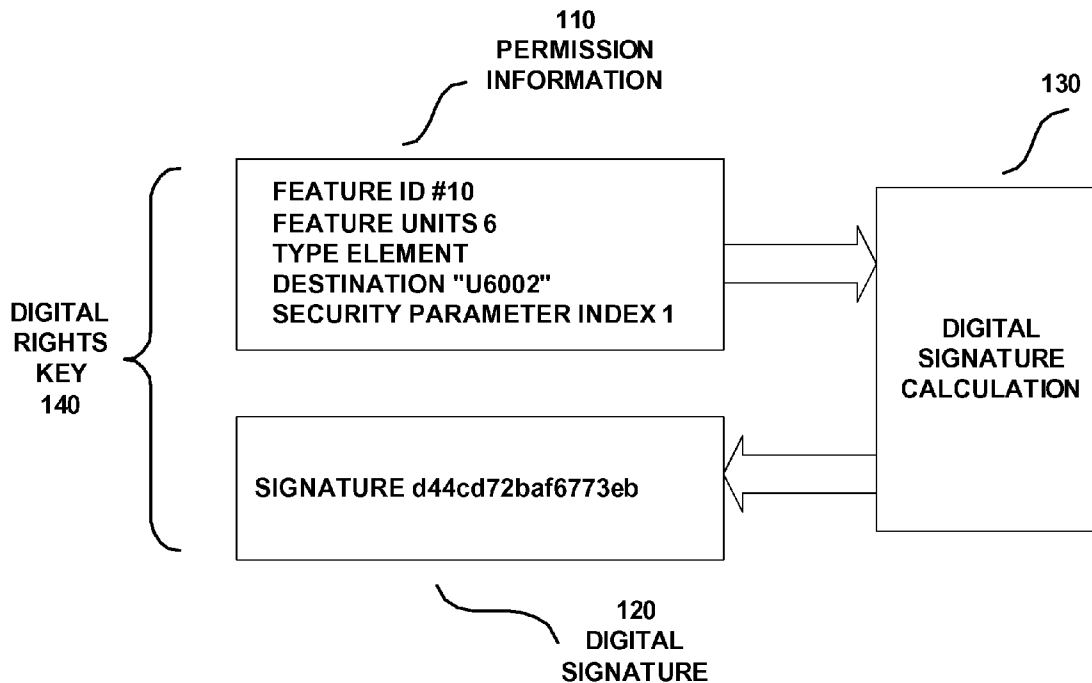 110
PERMISSION
INFORMATION
130
FEATURE ID #10
FEATURE UNITS 6
TYPE ELEMENT
DESTINATION "U6002"
SECURITY PARAMETER INDEX 1
DIGITAL
RIGHTS
KEY
140
DIGITAL
SIGNATURE
CALCULATION
SIGNATURE d44cd72baf6773eb
120
DIGITAL
SIGNATURE